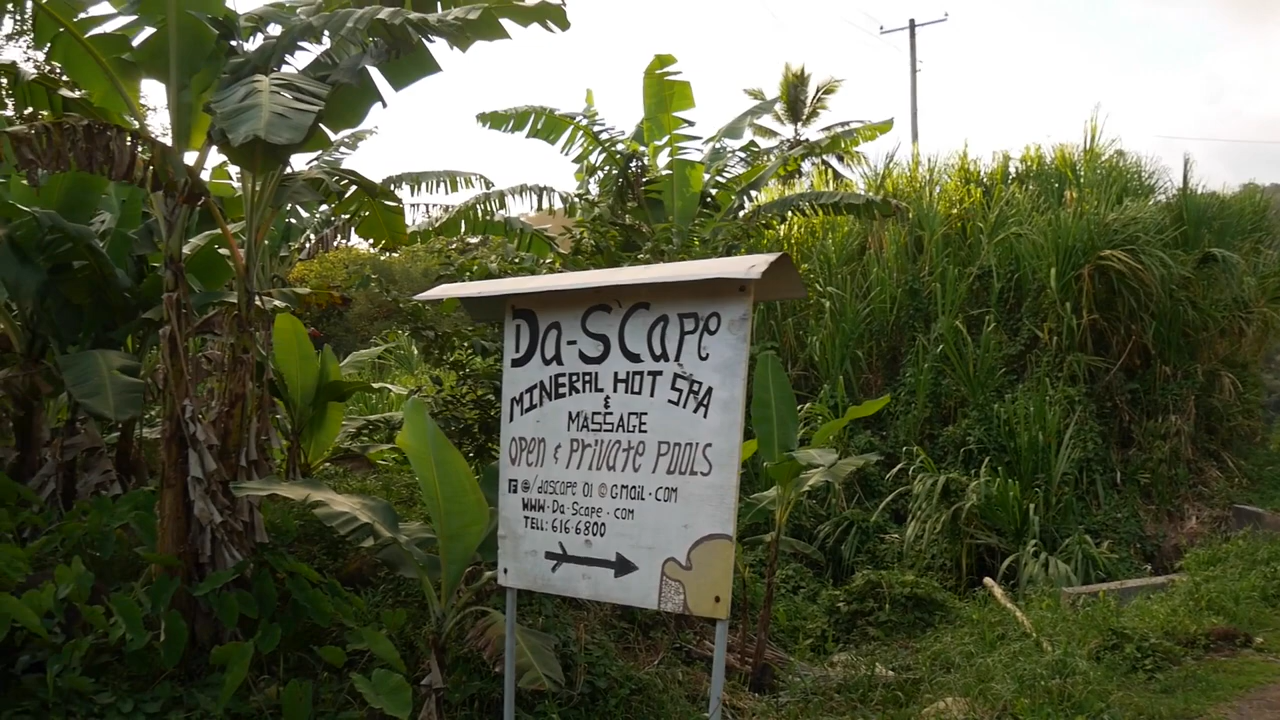 Da-S'Cape
MINERAL HOT SPA
&
MASSAGE
OPen & Private POOLS
@/dascape 01 @GMail.COM
WWW.Da-Scape.com
TELL: 616-6800